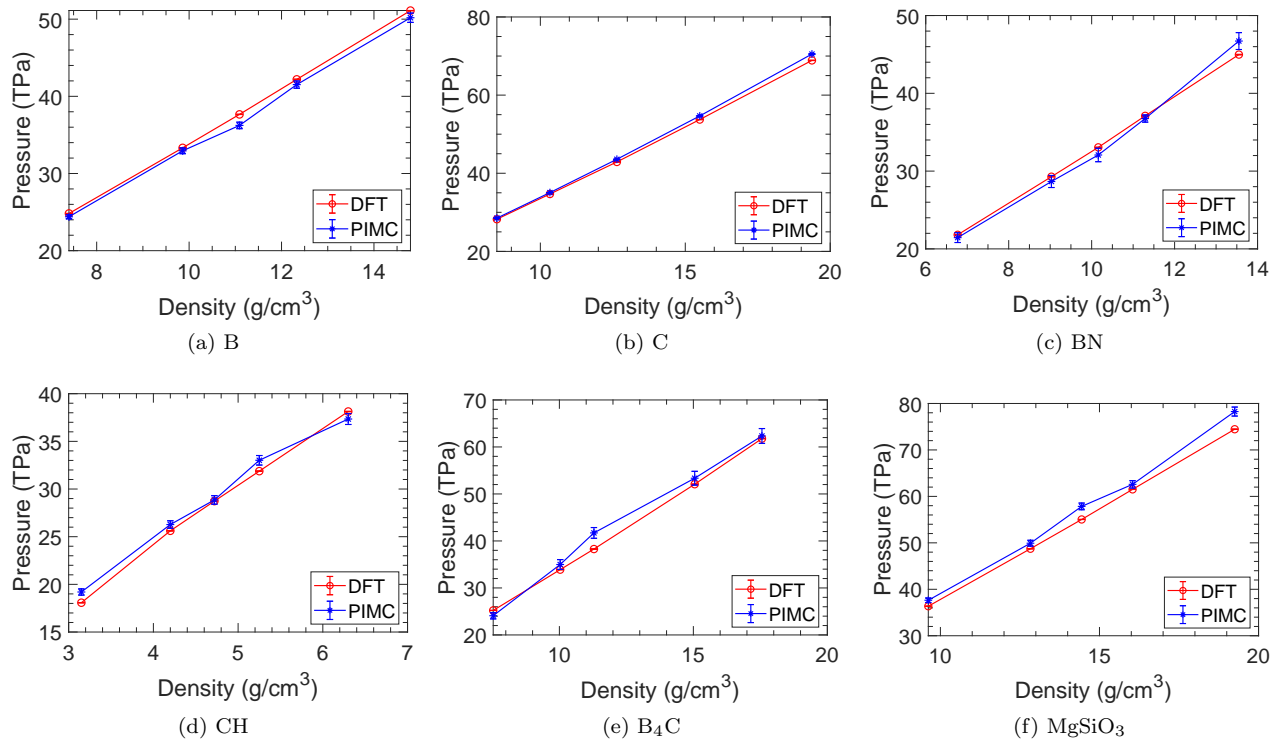 50
40
30
20
Pressure (TPa)
8
10
12
14
Density (g/cm³)
DFT
PIMC
(a) B
80
60
40
20
Pressure (TPa)
10
15
20
Density (g/cm³)
DFT
PIMC
(b) C
50
40
30
20
Pressure (TPa)
6
8
10
12
14
Density (g/cm³)
DFT
PIMC
(c) BN
40
35
30
25
20
15
Pressure (TPa)
3
4
5
6
7
Density (g/cm³)
DFT
PIMC
(d) CH
70
60
50
40
30
20
Pressure (TPa)
10
15
20
Density (g/cm³)
DFT
PIMC
(e) B₄C
80
70
60
50
40
30
Pressure (TPa)
10
15
20
Density (g/cm³)
DFT
PIMC
(f) MgSiO₃